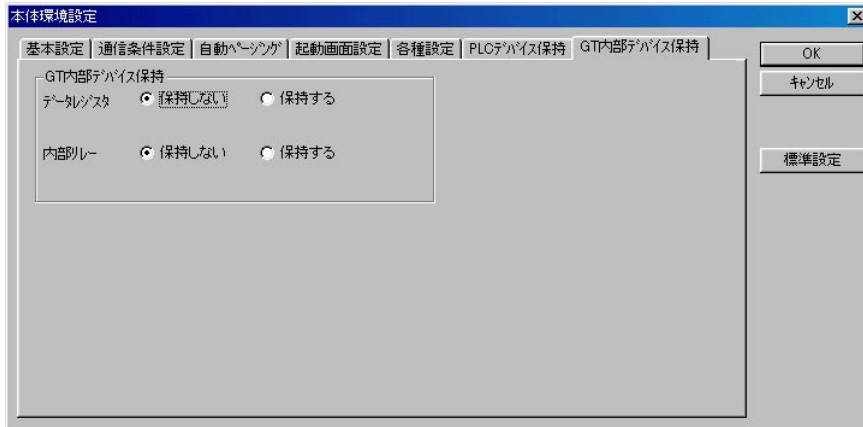 本体環境設定
基本設定 通信条件設定 自動ﾍﾟｰｼﾞﾝｸﾞ 起動画面設定 各種設定 PLCﾃﾞﾊﾞｲｽ保持 GT内部ﾃﾞﾊﾞｲｽ保持
OK
GT内部ﾃﾞﾊﾞｲｽ保持
ﾃﾞｰﾀﾚｼﾞｽﾀ 保持しない 保持する
ｷｬﾝｾﾙ
内部ﾘﾚｰ 保持しない 保持する
標準設定